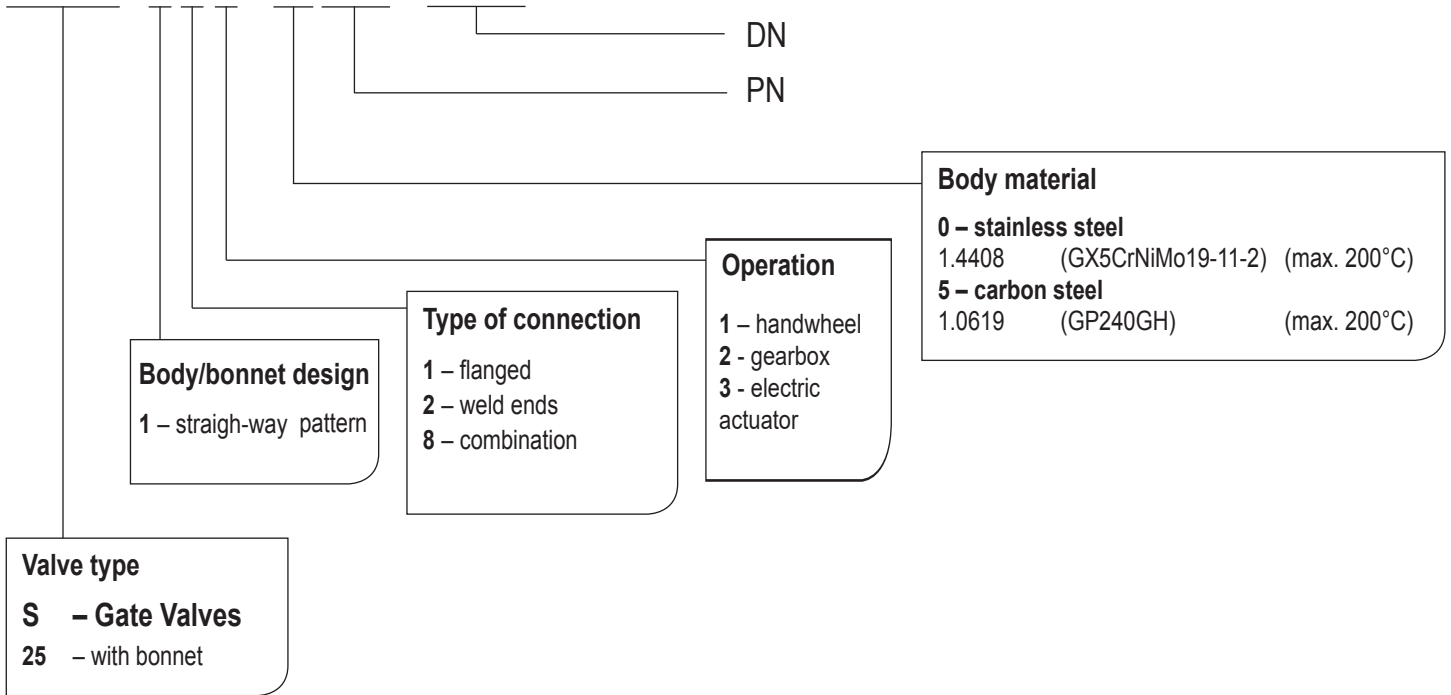 DN
PN
Body material
0 – stainless steel
1.4408 (GX5CrNiMo19-11-2) (max. 200°C)
5 – carbon steel
1.0619 (GP240GH) (max. 200°C)
Operation
1 – handwheel
2 - gearbox
3 - electric
actuator
Type of connection
1 – flanged
2 – weld ends
8 – combination
Body/bonnet design
1 – straigh-way pattern
Valve type
S – Gate Valves
25 – with bonnet